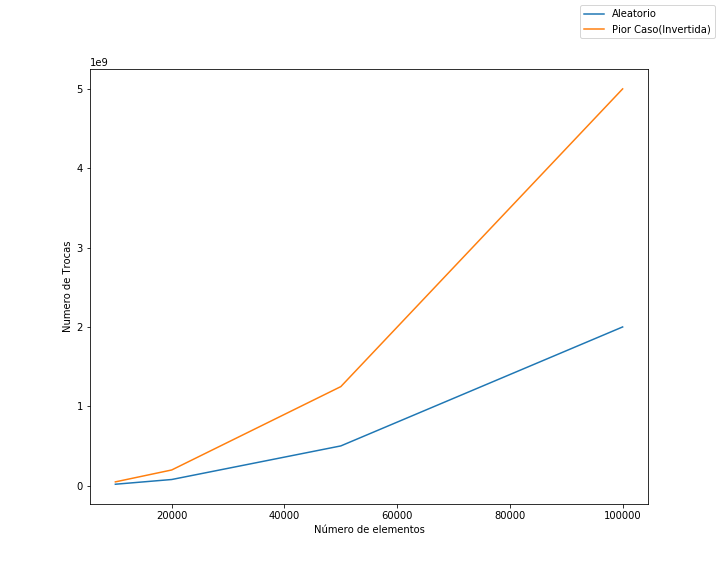 Aleatorio
Pior Caso(Invertida)
1e9
5
4
3
2
1
0
Numero de Trocas
20000 40000 60000 80000 100000
Número de elementos